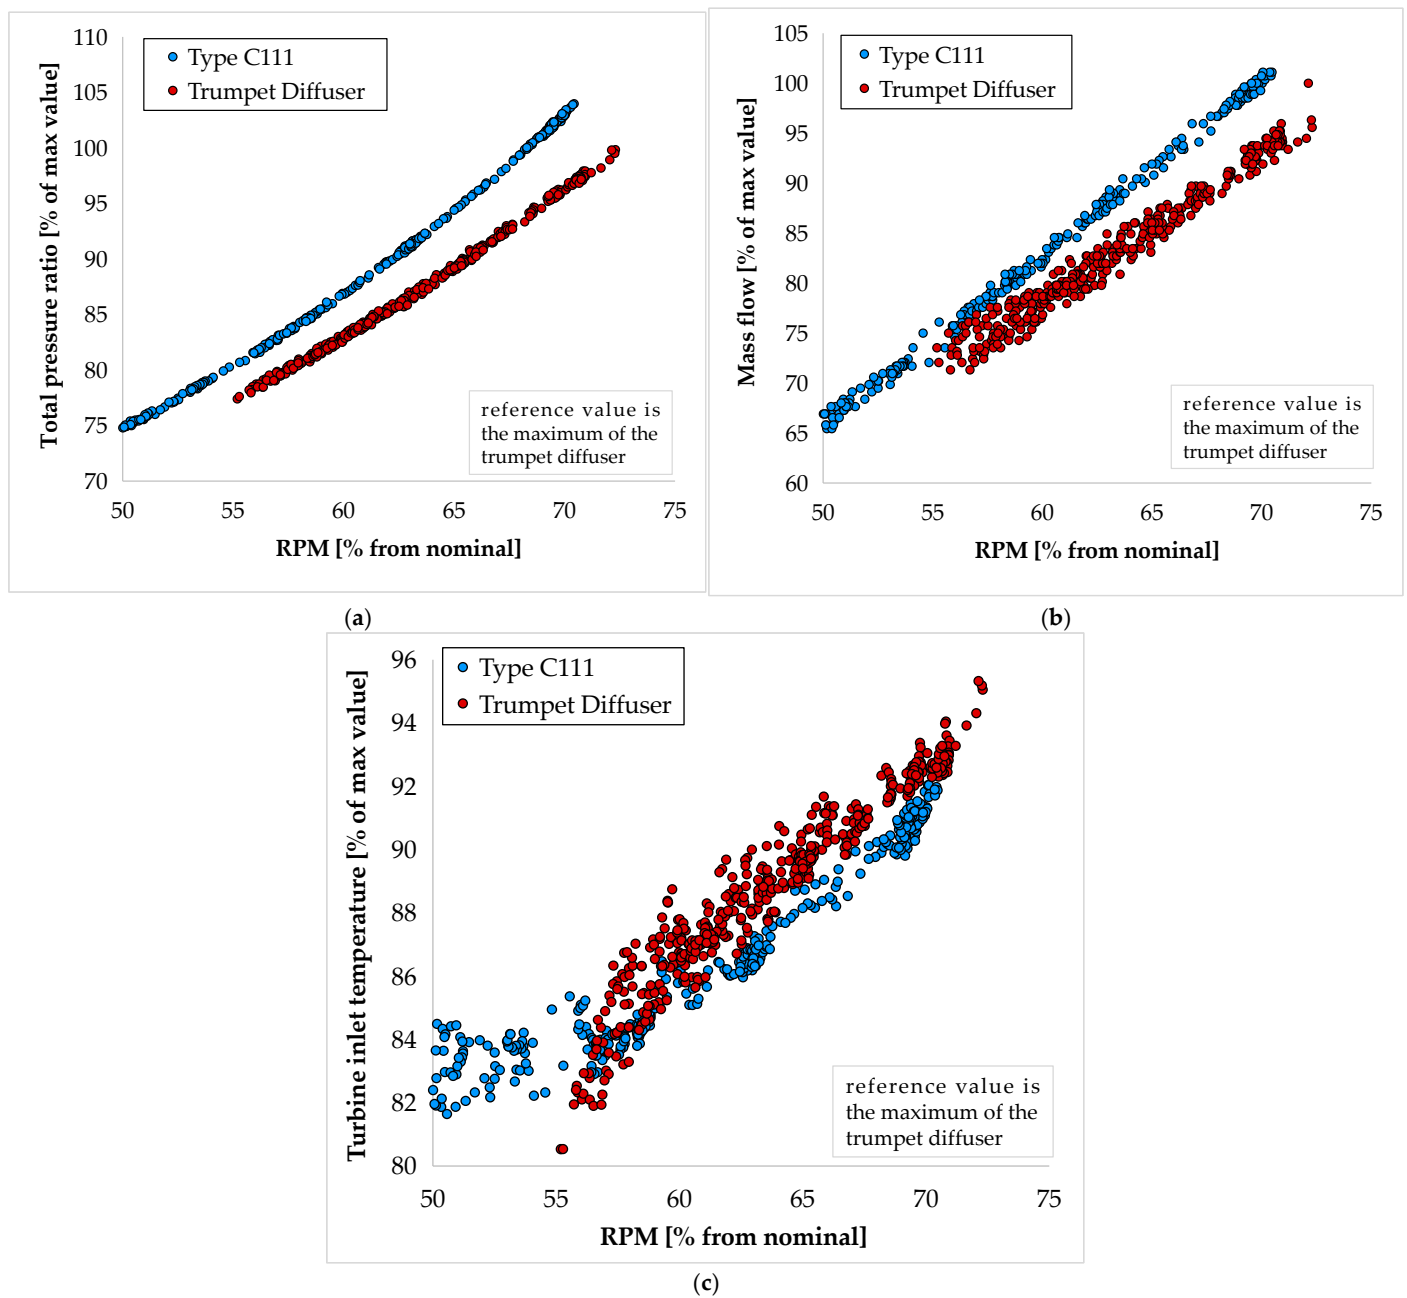 110
105
100
95
90
85
80
75
70
Total pressure ratio [% of max value]
Type C111
Trumpet Diffuser
reference value is
the maximum of the
trumpet diffuser
50 55 60 65 70 75
RPM [% from nominal]
(a)
105
100
95
90
85
80
75
70
65
60
Mass flow [% of max value]
Type C111
Trumpet Diffuser
reference value is
the maximum of the
trumpet diffuser
50 55 60 65 70 75
RPM [% from nominal]
(b)
96
94
92
90
88
86
84
82
80
Turbine inlet temperature [% of max value]
Type C111
Trumpet Diffuser
reference value is
the maximum of the
trumpet diffuser
50 55 60 65 70 75
RPM [% from nominal]
(c)